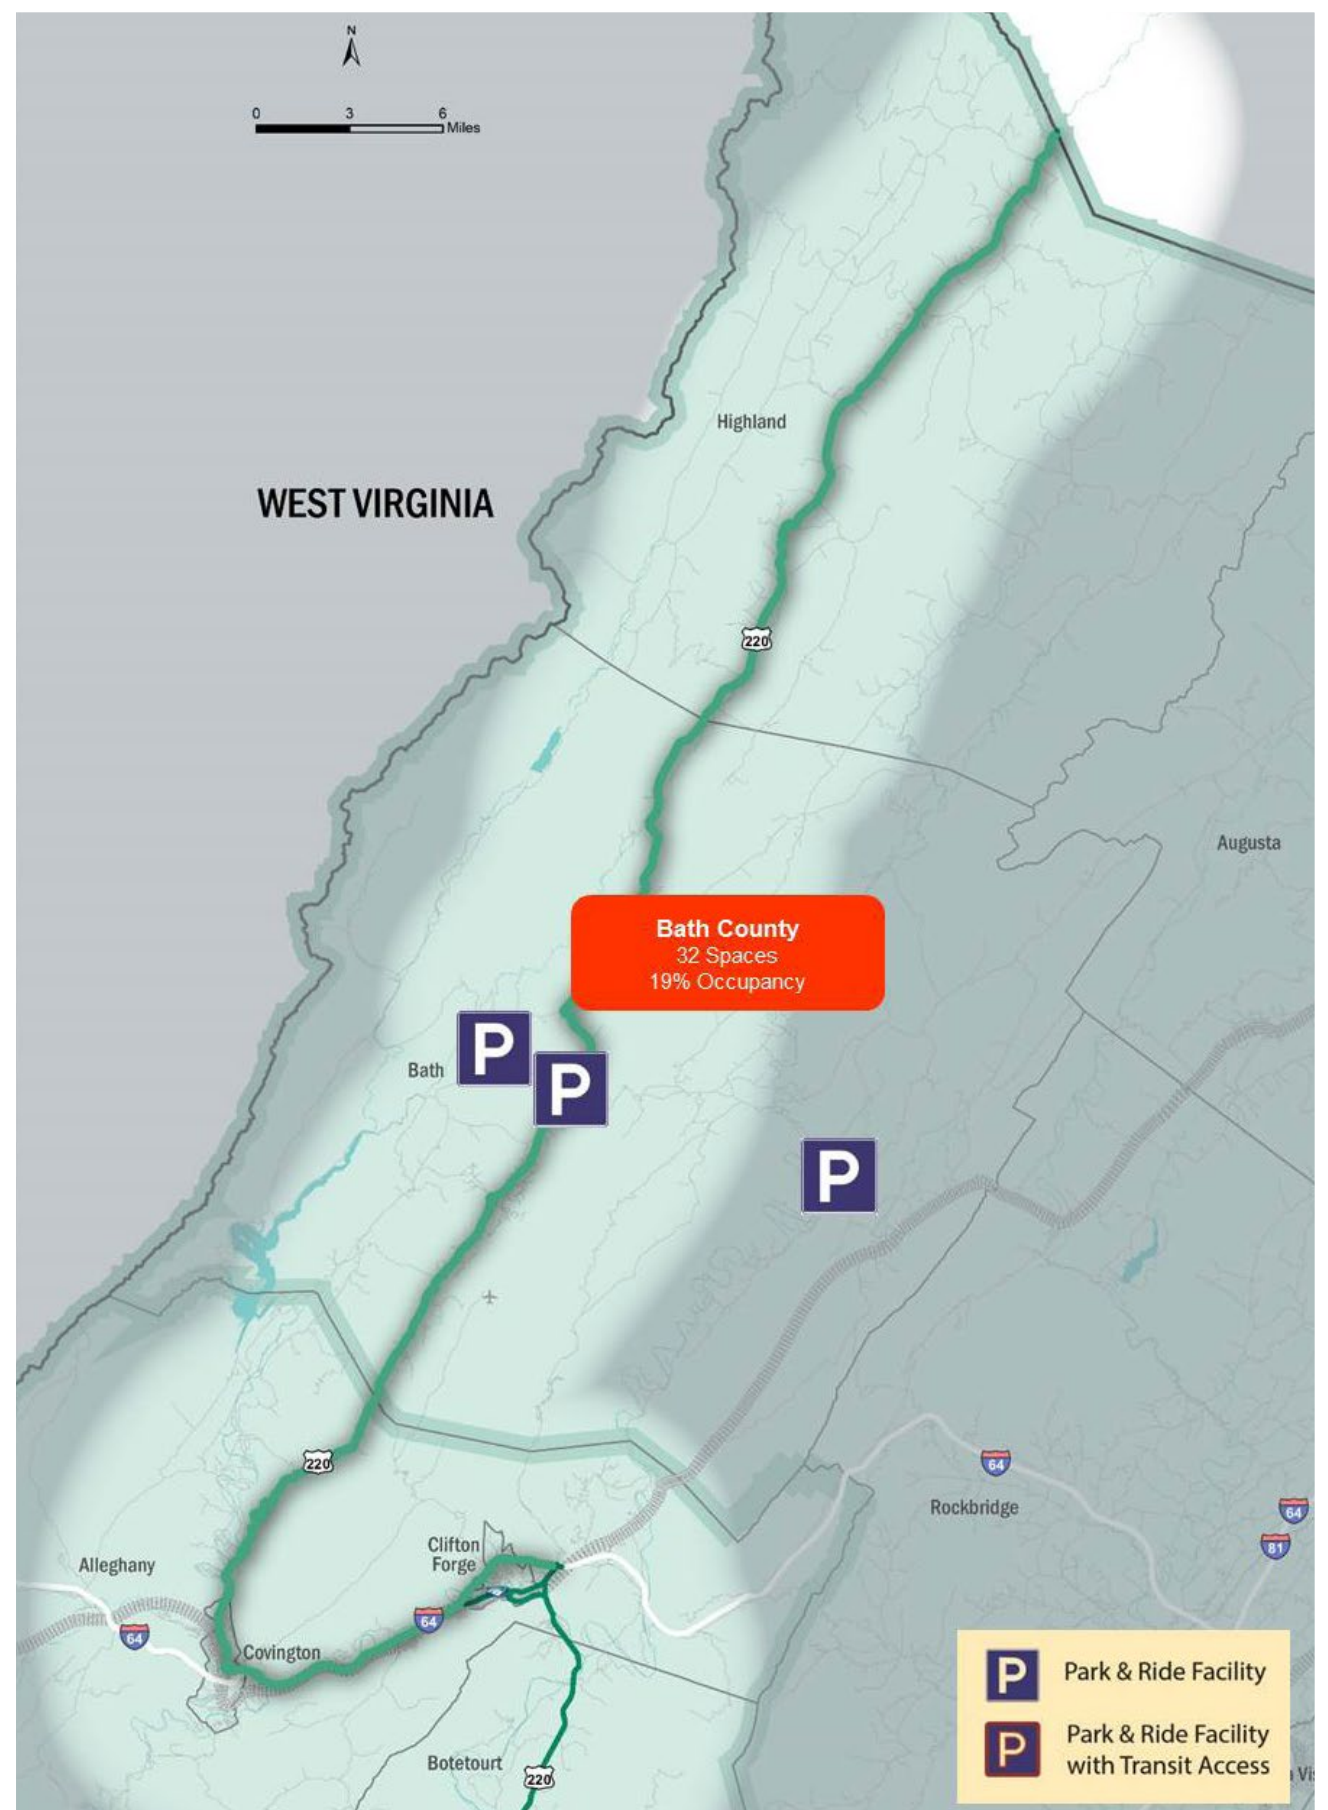 N
0 3 6
Miles
Highland
WEST VIRGINIA
220
Augusta
Bath County
32 Spaces
19% Occupancy
P
Bath
P
P
220
64
Rockbridge
64
81
Clifton
Forge
Alleghany
64
64
Covington
P Park & Ride Facility
P Park & Ride Facility
with Transit Access
Botetourt
220